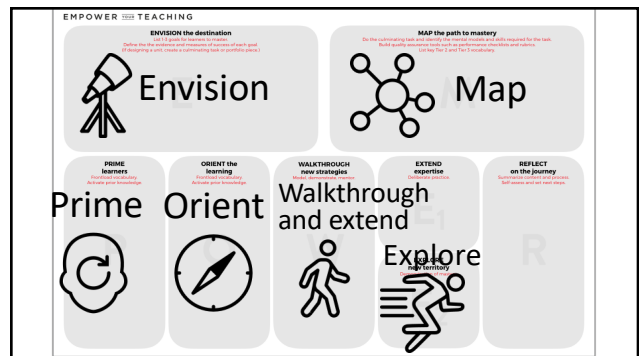 EMPOWER YOUR TEACHING
ENVISION the destination
List 1-3 goals for learners to master.
Define the the evidence and measures of success of each goal
(If designing a unit, create a culminating task or portfolio piece.)
Envision
MAP the path to mastery
Do the culminating task and identify the mental models and skills required for the task.
Build quality assurance tools such as performance checklists and rubrics
List key Tier 2 and Tier 3 vocabulary.
M
Map
PRIME
learners
Frontload vocabulary
Activate prior knowledge.
Prime
ORIENT the
learning
Frontload vocabulary
Activate prior knowledge.
Orient
WALKTHROUGH
new strategies
Model, demonstrate, mentor.
Walkthrough
and extend
W
EXTEND
expertise
Deliberate practice.
E1
EXPLORE
new territory
Explore
REFLECT
on the journey
Summarize content and process.
Self-assess and set next steps.
R